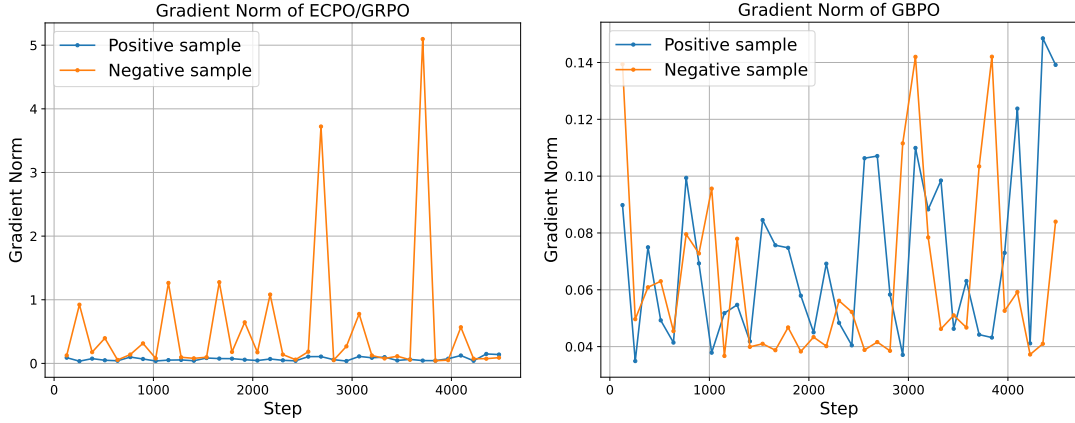 Gradient Norm of ECPO/GRPO
Positive sample
Negative sample
Gradient Norm
5
4
3
2
1
0
0 1000 2000 3000 4000
Step
Gradient Norm of GBPO
Positive sample
Negative sample
Gradient Norm
0.14
0.12
0.10
0.08
0.06
0.04
0 1000 2000 3000 4000
Step